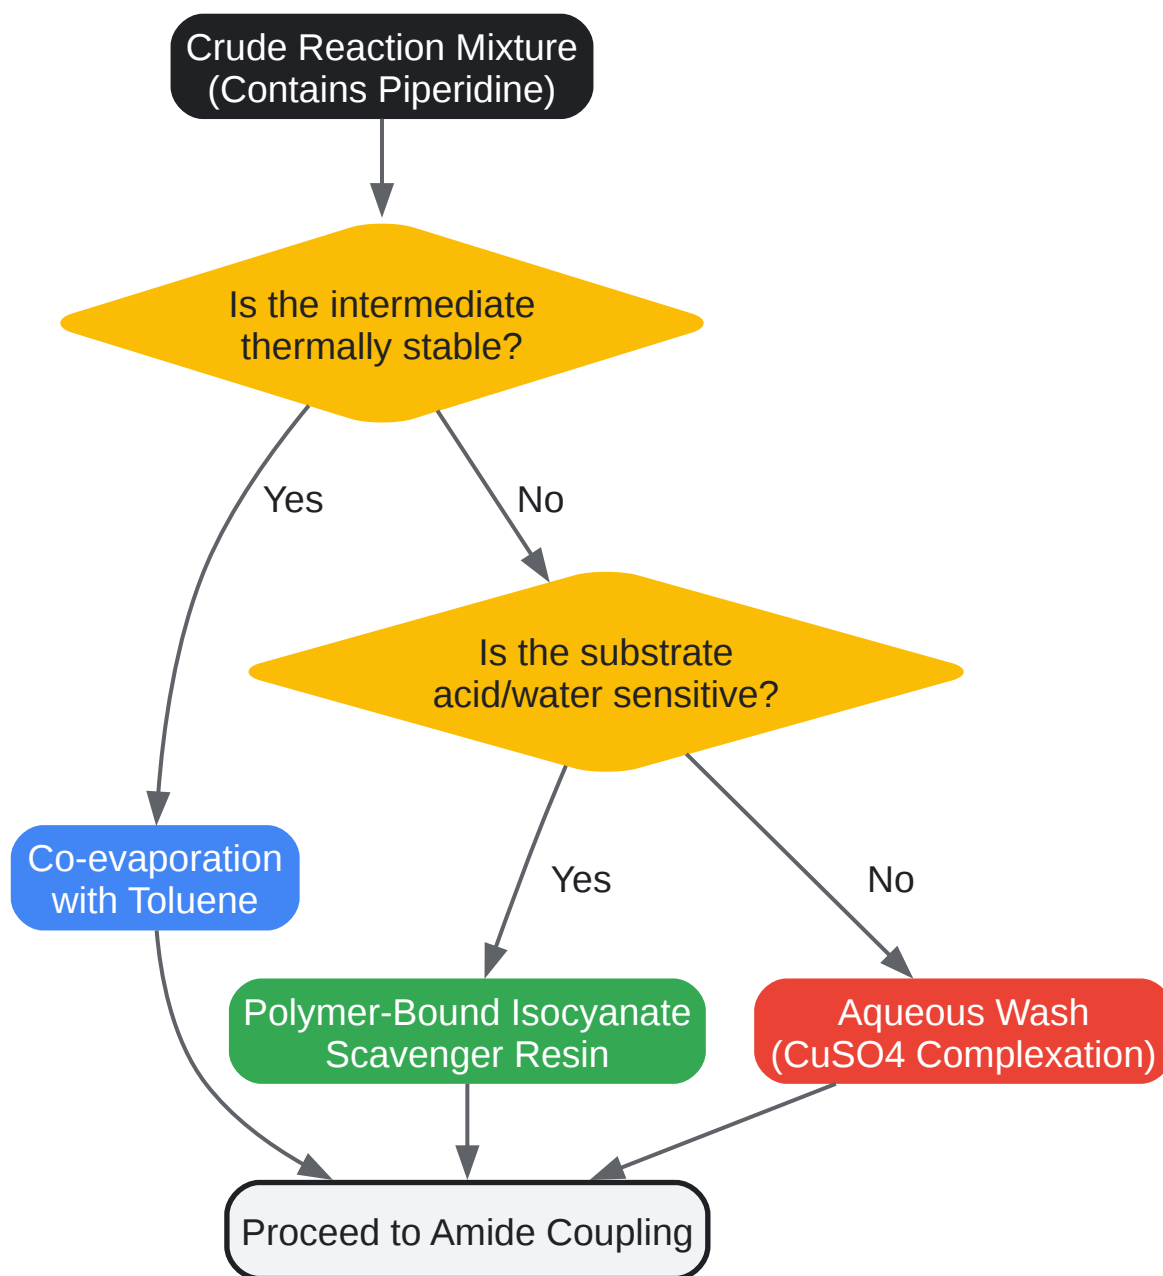 Crude Reaction Mixture
(Contains Piperidine)
Is the intermediate
thermally stable?
Yes
No
Is the substrate
acid/water sensitive?
Co-evaporation
with Toluene
Yes
No
Polymer-Bound Isocyanate
Scavenger Resin
Aqueous Wash
(CuSO4 Complexation)
Proceed to Amide Coupling